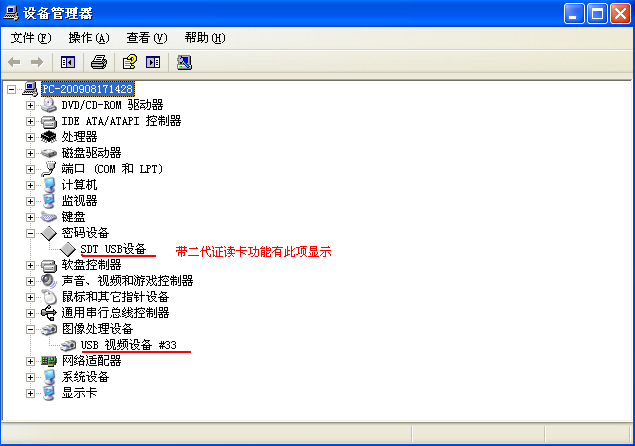 设备管理器
文件(F) 操作(A) 查看(V) 帮助(H)
PC-200908171428
DVD/CD-ROM 驱动器
IDE ATA/ATAPI 控制器
处理器
磁盘驱动器
端口 (COM 和 LPT)
计算机
监视器
键盘
密码设备
SDT USB设备 带二代证读卡功能有此项显示
软盘控制器
声音、视频和游戏控制器
鼠标和其它指针设备
通用串行总线控制器
图像处理设备
USB 视频设备 #33
网络适配器
系统设备
显示卡